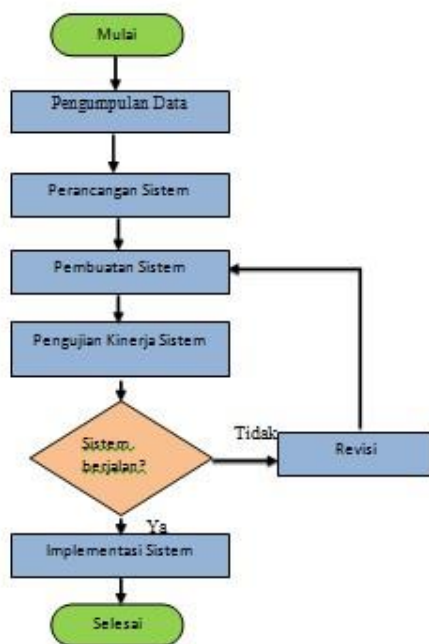 Mulai
Pengumpulan Data
Perancangan Sistem
Pembuatan Sistem
Pengujian Kinerja Sistem
Sistem
berjalan?
Tidak
Revisi
Ya
Implementasi Sistem
Selesai